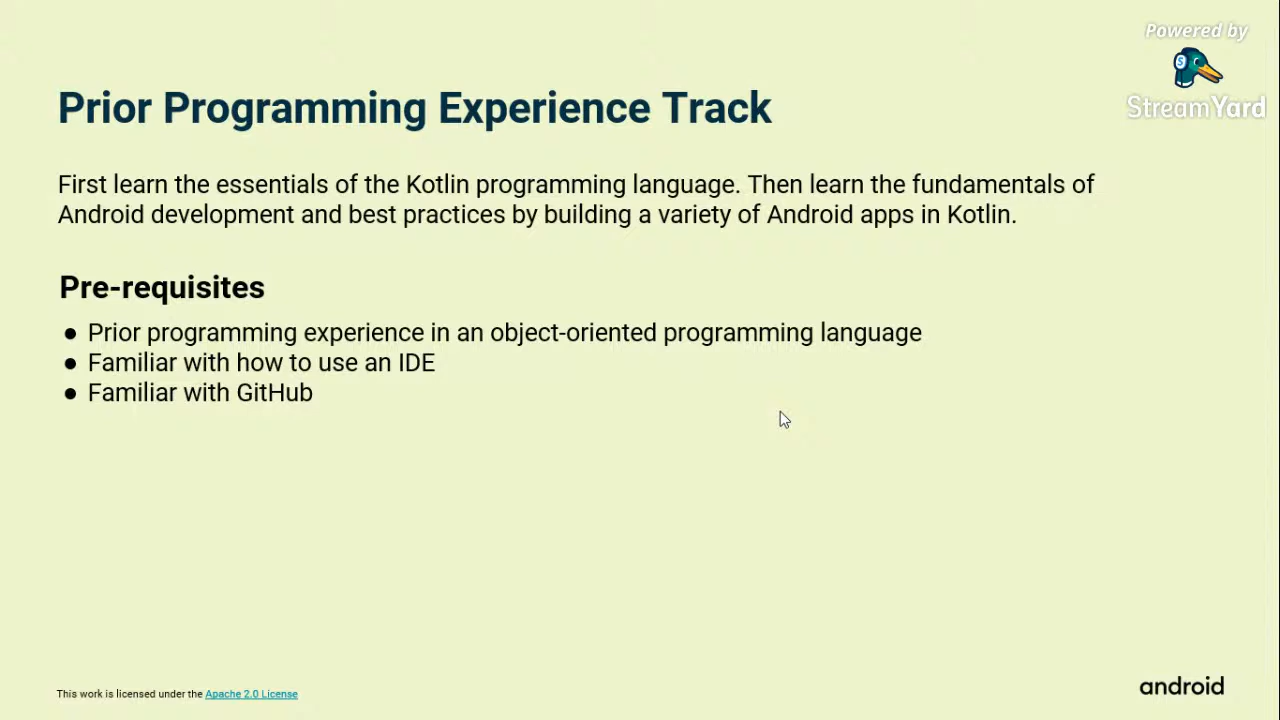 Powered by
StreamYard
Prior Programming Experience Track
First learn the essentials of the Kotlin programming language. Then learn the fundamentals of
Android development and best practices by building a variety of Android apps in Kotlin.
Pre-requisites
● Prior programming experience in an object-oriented programming language
● Familiar with how to use an IDE
● Familiar with GitHub
This work is licensed under the Apache 2.0 License
android